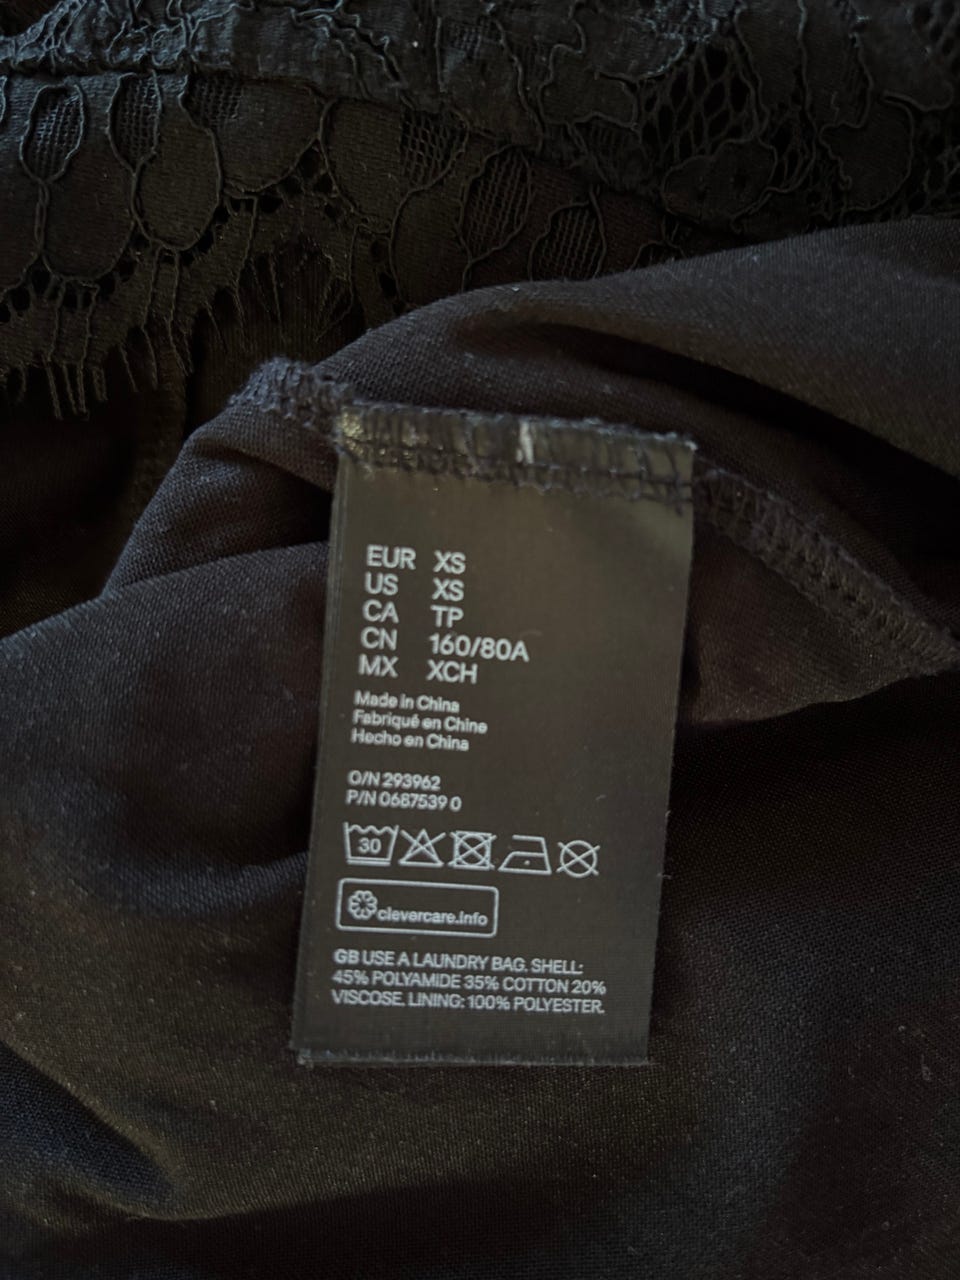 EUR XS
US XS
CA TP
CN 160/80A
MX XCH
Made in China
Fabriqué en Chine
Hecho en China
O/N 293962
P/N 0687539 0
30
clevercare.info
GB USE A LAUNDRY BAG. SHELL:
45% POLYAMIDE 35% COTTON 20%
VISCOSE. LINING: 100% POLYESTER.